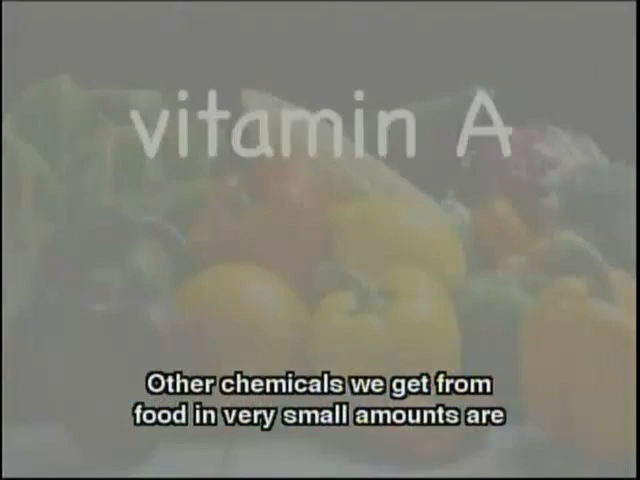 vitamin A
Other chemicals we get from
food in very small amounts are